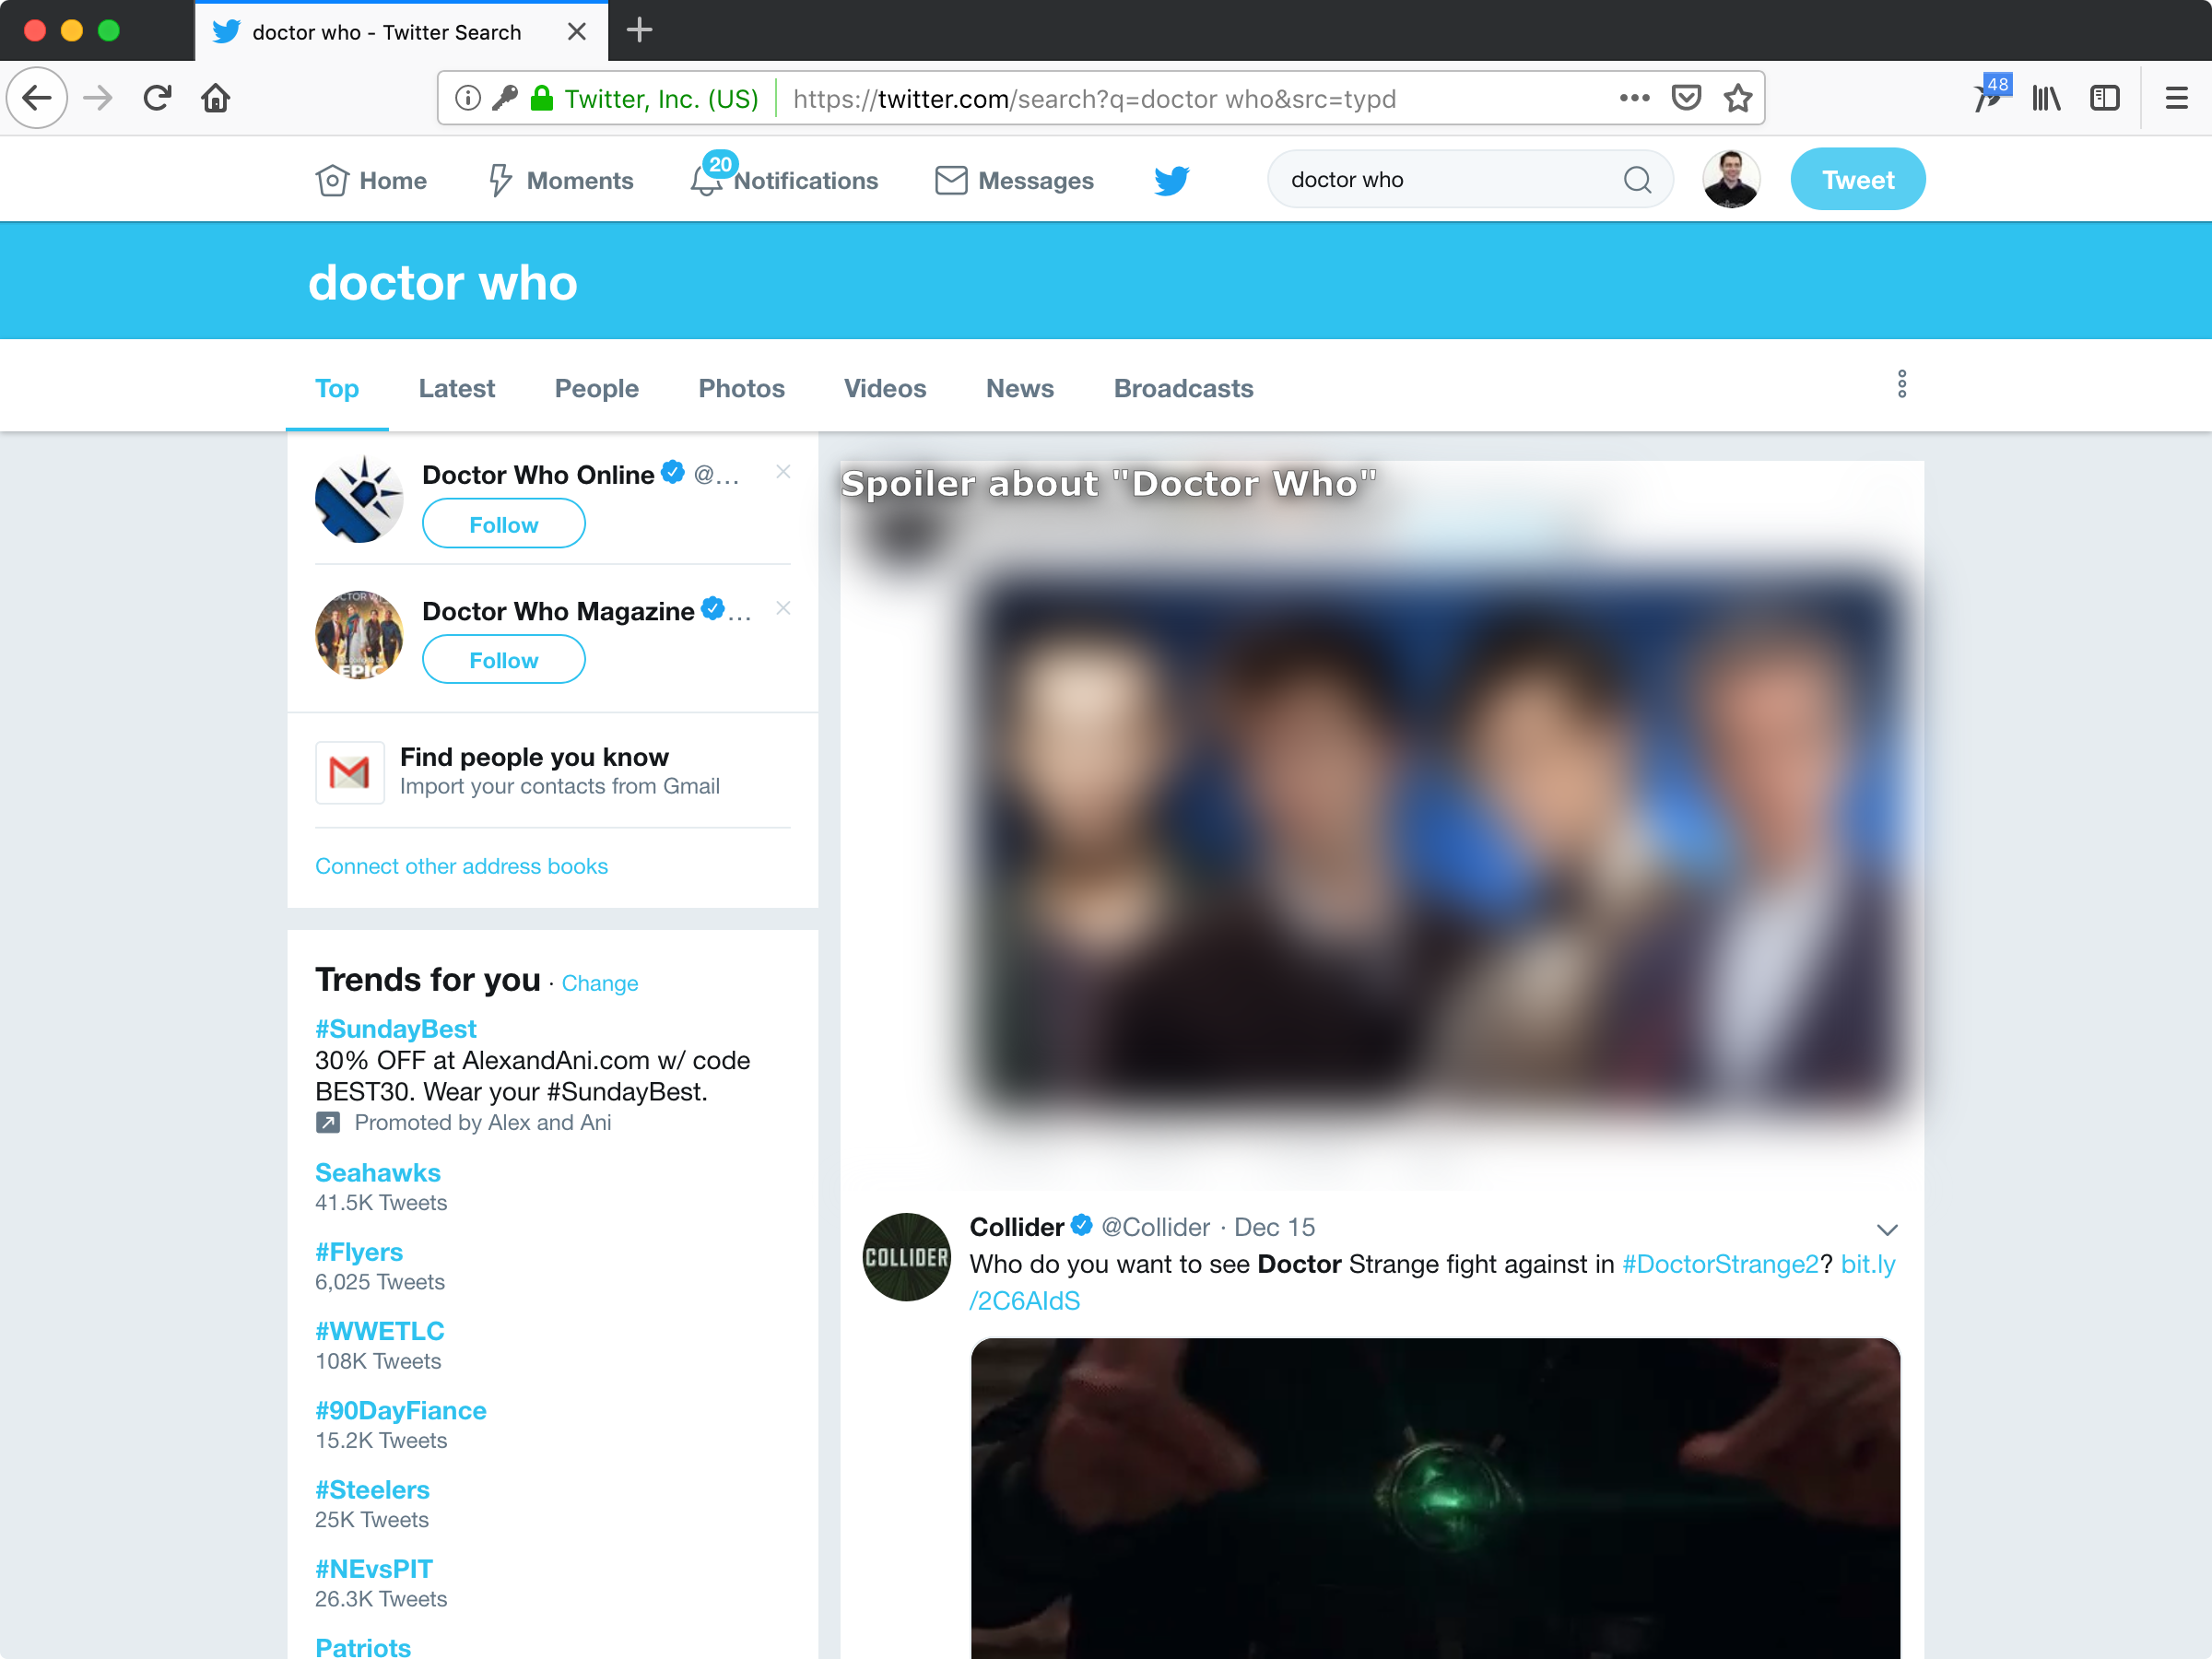 doctor who - Twitter Search
Twitter, Inc. (US)
https://twitter.com/search?q=doctor who&src=typd
48
Home
Moments
20
Notifications
Messages
doctor who
Tweet
doctor who
Top
Latest
People
Photos
Videos
News
Broadcasts
Doctor Who Online @...
Follow
Doctor Who Magazine ...
Follow
EPIC
Find people you know
Import your contacts from Gmail
Connect other address books
Trends for you · Change
#SundayBest
30% OFF at AlexandAni.com w/ code
BEST30. Wear your #SundayBest.
Promoted by Alex and Ani
Seahawks
41.5K Tweets
#Flyers
6,025 Tweets
#WWETLC
108K Tweets
#90DayFiance
15.2K Tweets
#Steelers
25K Tweets
#NEvsPIT
26.3K Tweets
Patriots
Spoiler about "Doctor Who"
COLLIDER
Collider @Collider · Dec 15
Who do you want to see Doctor Strange fight against in #DoctorStrange2? bit.ly
/2C6AIdS